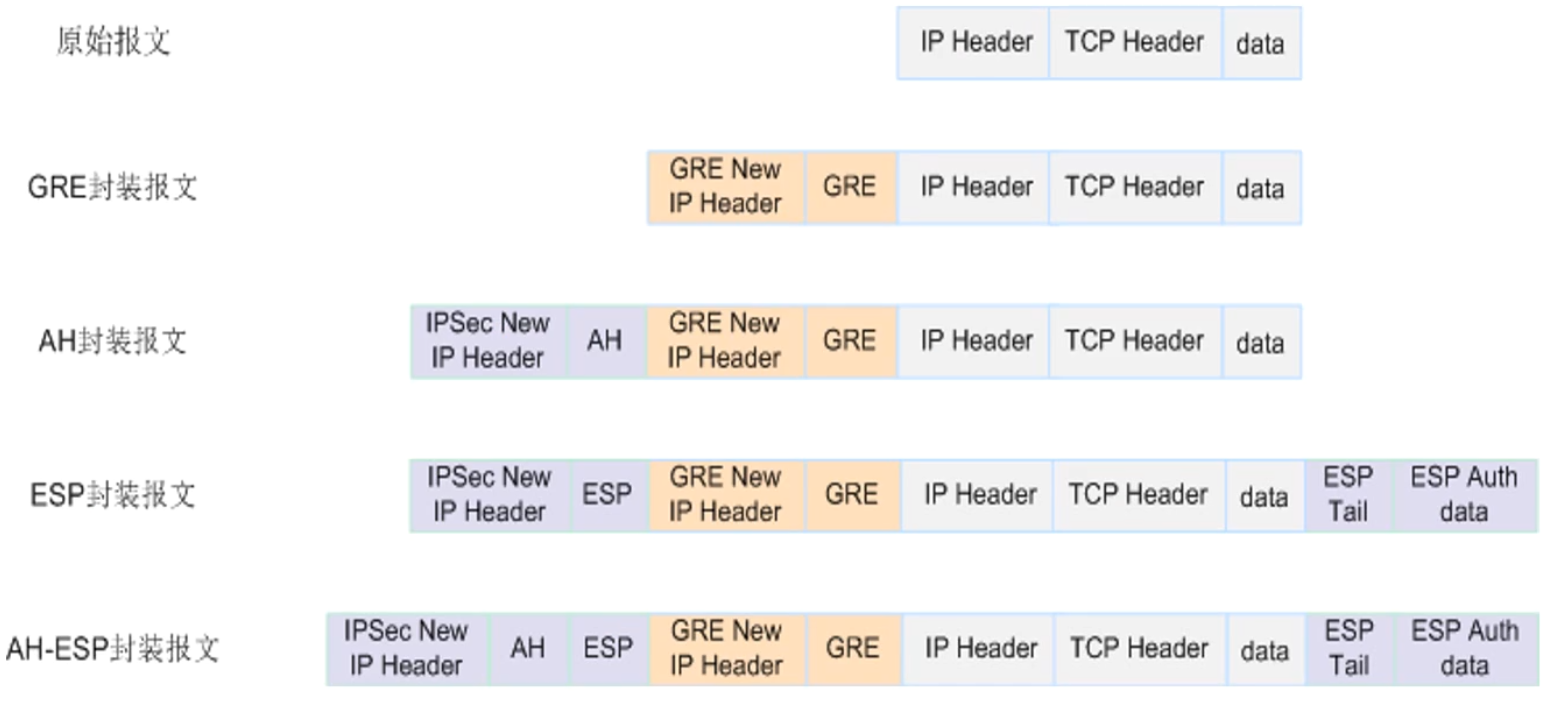 原始报文
IP Header
TCP Header
data
GRE封装报文
GRE New
IP Header
GRE
IP Header
TCP Header
data
AH封装报文
IPSec New
IP Header
AH
GRE New
IP Header
GRE
IP Header
TCP Header
data
ESP封装报文
IPSec New
IP Header
ESP
GRE New
IP Header
GRE
IP Header
TCP Header
data
ESP
Tail
ESP Auth
data
AH-ESP封装报文
IPSec New
IP Header
AH
ESP
GRE New
IP Header
GRE
IP Header
TCP Header
data
ESP
Tail
ESP Auth
data